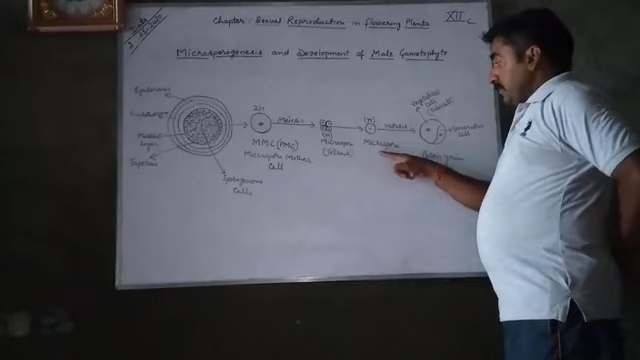 Chapter: Sexual Reproduction in flowering Plants
XII C
Microsporogenesis and Development of Male Gametophyte
Epidermis
Endothecium
Middle layer
Tapetum
Sporogenous Cells
2n
MMC (PMC)
Microspore Mother Cell
Meiosis
(n)
Microspore (Tetrad)
(n)
Microspore
mitosis
Vegetative Cell
Generative Cell
Pollen grain